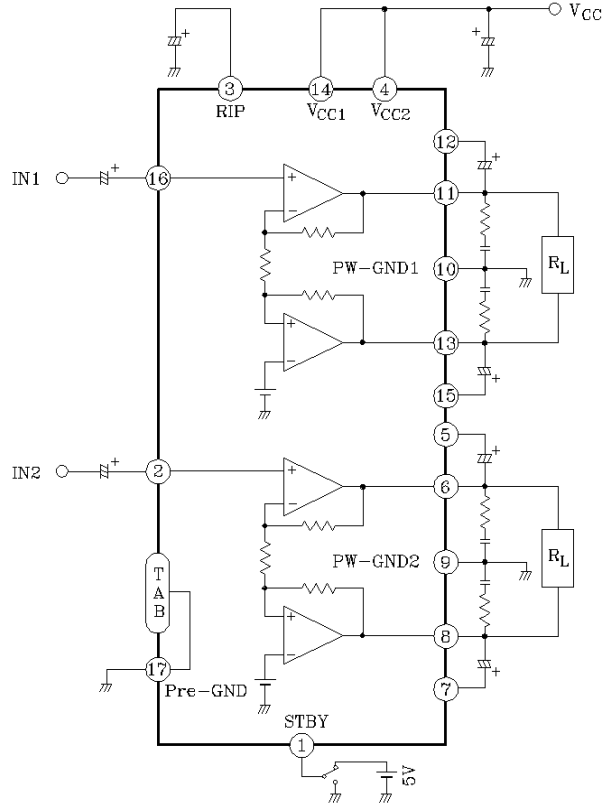 VCC
3
14
4
RIP
VCC1
VCC2
12
IN1
16
11
PW-GND1
10
RL
13
15
5
IN2
2
6
PW-GND2
9
RL
TAB
8
17
Pre-GND
7
STBY
1
5V